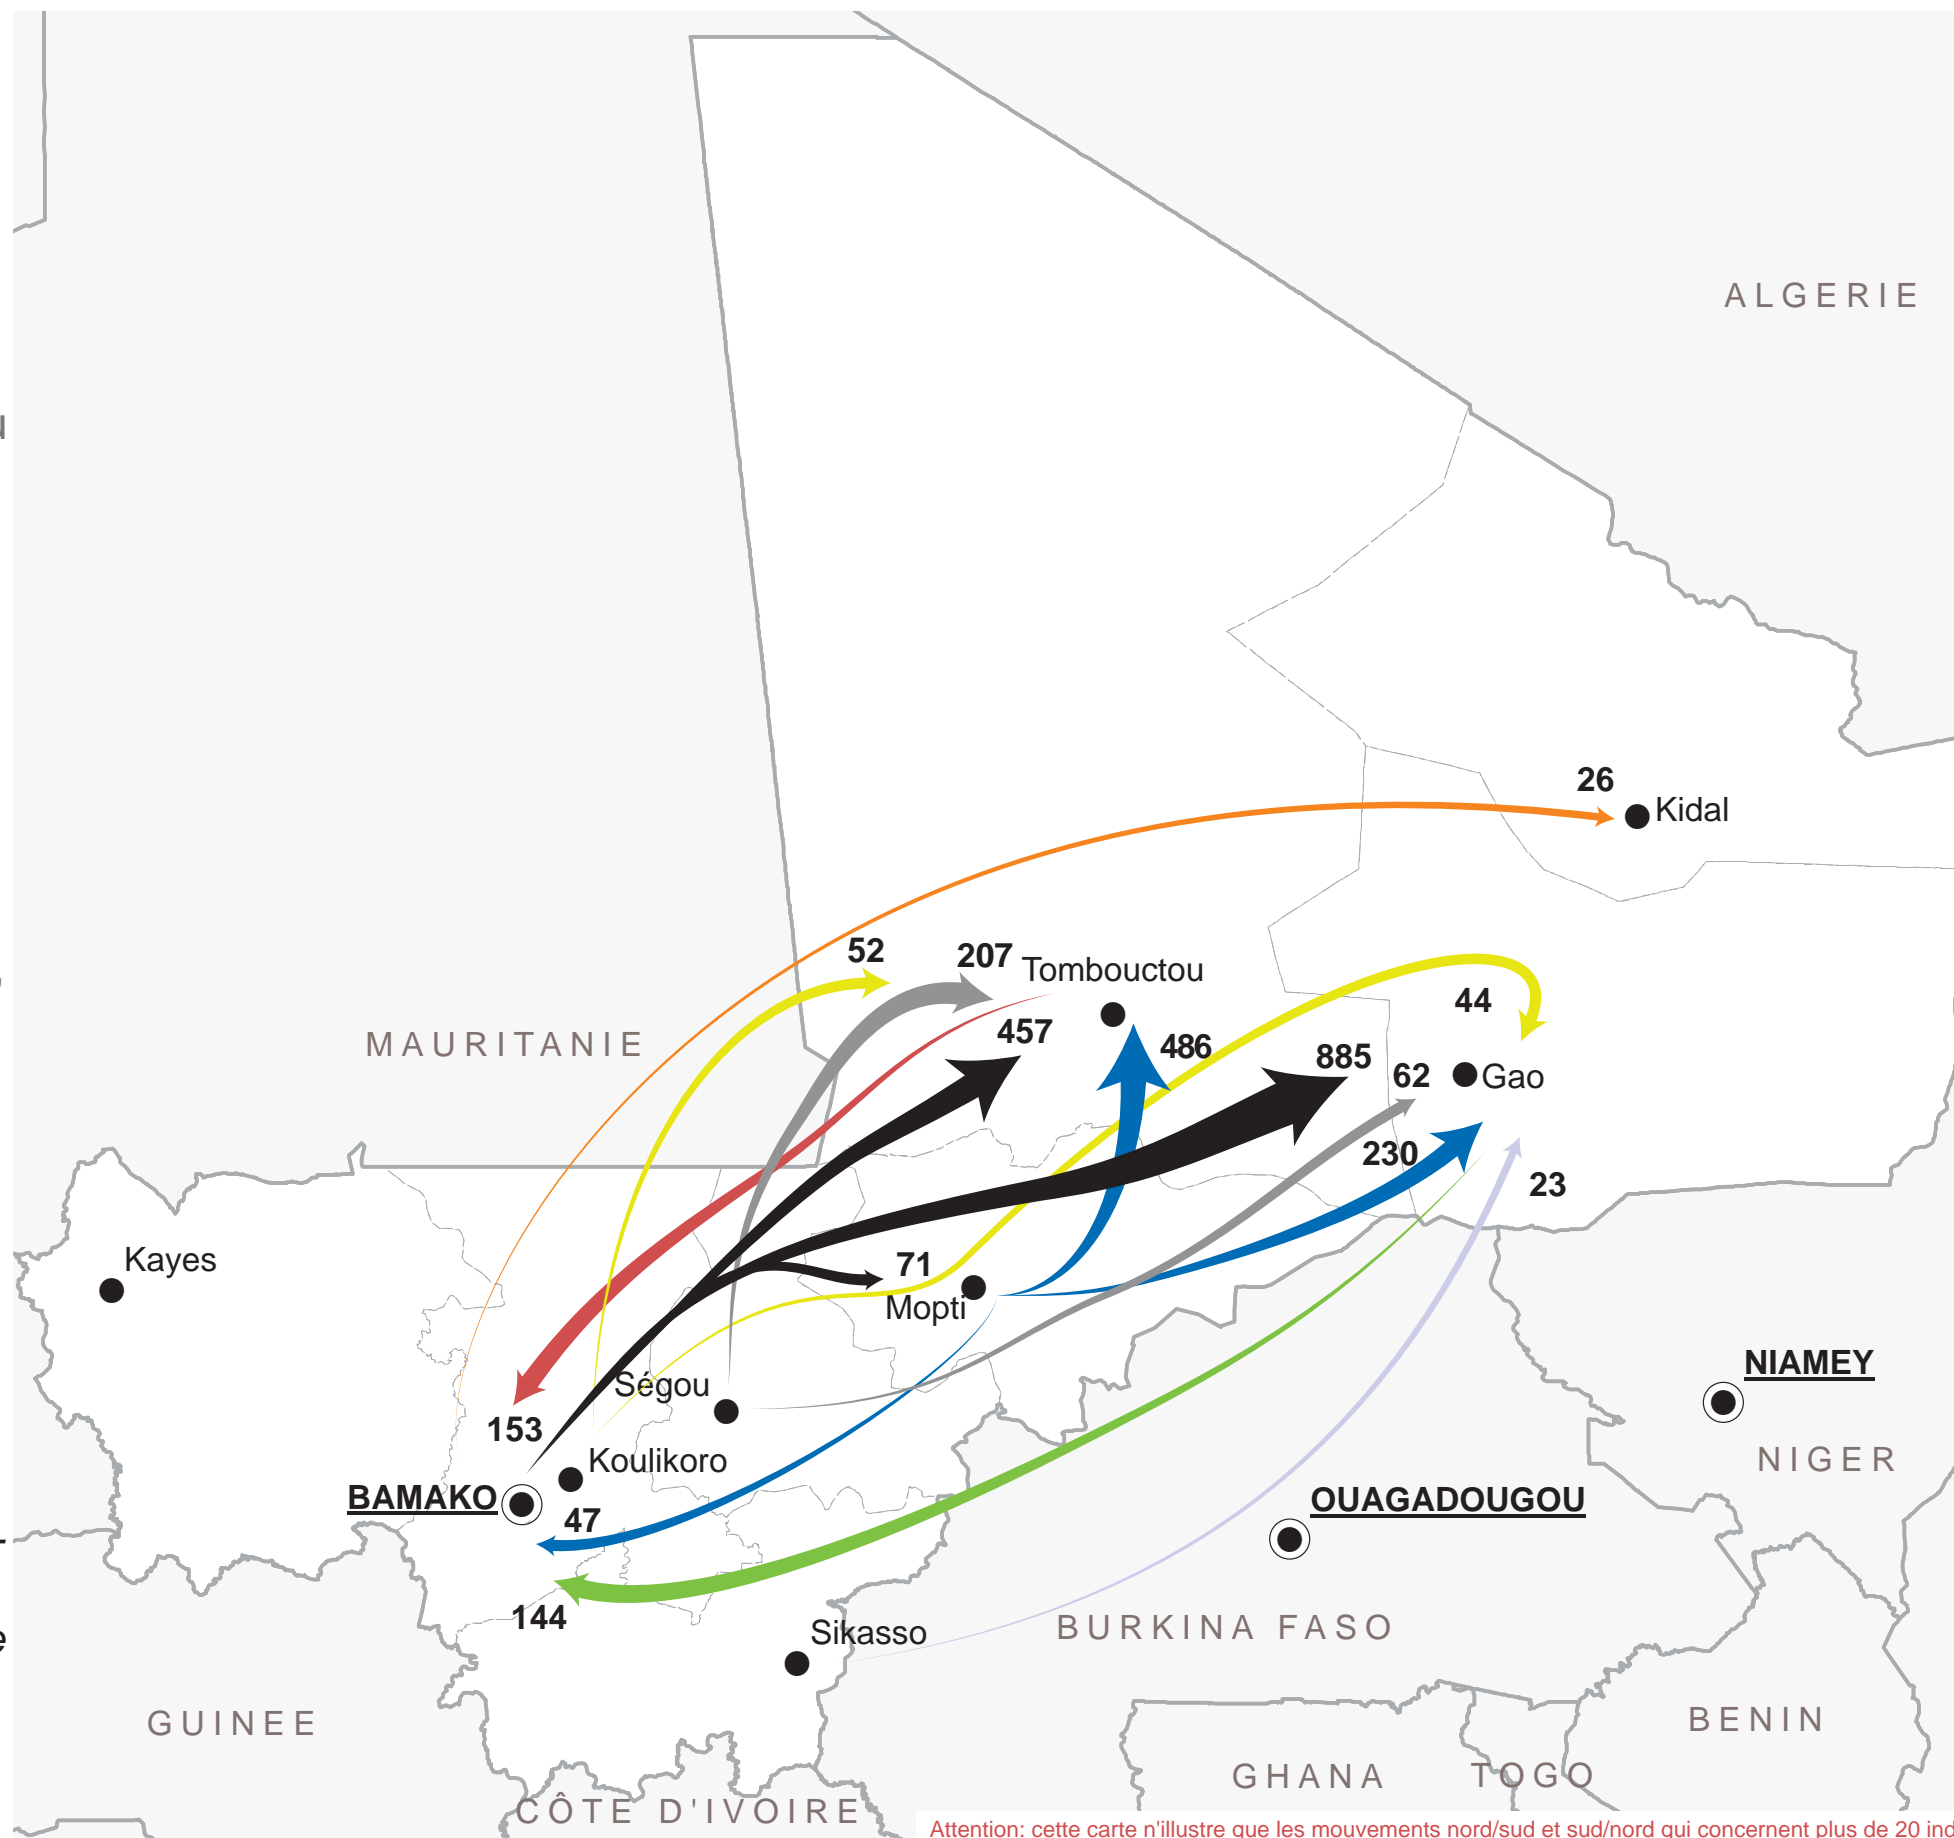 ALGERIE
26
Kidal
52
207
Tombouctou
44
457
MAURITANIE
486
885
62
Gao
230
23
Kayes
71
Mopti
NIAMEY
Ségou
153
Koulikoro
NIGER
BAMAKO
47
OUAGADOUGOU
144
Sikasso
BURKINA FASO
GUINEE
BENIN
GHANA
TOGO
CÔTE D'IVOIRE
Attention: cette carte n'illustre que les mouvements nord/sud et sud/nord qui concernent plus de 20